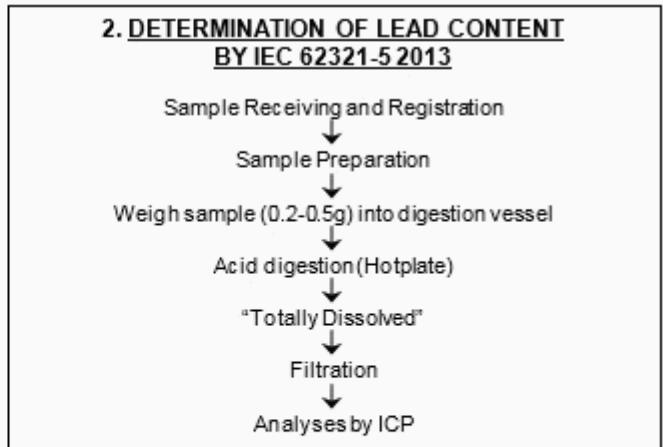 2. DETERMINATION OF LEAD CONTENT
BY IEC 62321-5 2013
Sample Receiving and Registration
Sample Preparation
Weigh sample (0.2-0.5g) into digestion vessel
Acid digestion (Hotplate)
“Totally Dissolved”
Filtration
Analyses by ICP